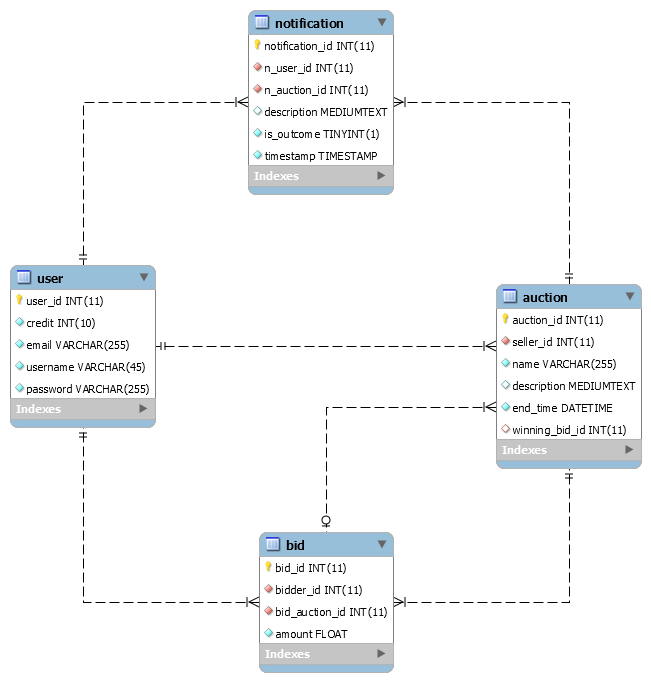 notification
notification_id INT(11)
n_user_id INT(11)
n_auction_id INT(11)
description MEDIUMTEXT
is_outcome TINYINT(1)
timestamp TIMESTAMP
Indexes
user
user_id INT(11)
credit INT(10)
email VARCHAR(255)
username VARCHAR(45)
password VARCHAR(255)
Indexes
auction
auction_id INT(11)
seller_id INT(11)
name VARCHAR(255)
description MEDIUMTEXT
end_time DATETIME
winning_bid_id INT(11)
Indexes
bid
bid_id INT(11)
bidder_id INT(11)
bid_auction_id INT(11)
amount FLOAT
Indexes